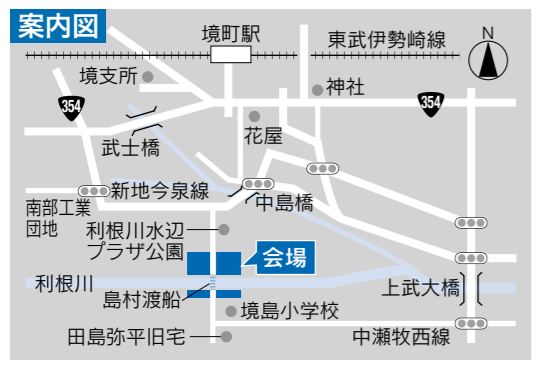 案内図
境町駅
東武伊勢崎線
N
境支所
神社
354
354
花屋
武士橋
新地今泉線
中島橋
南部工業
団地
利根川水辺
プラザ公園
会場
利根川
島村渡船
上武大橋
境島小学校
田島弥平旧宅
中瀬牧西線